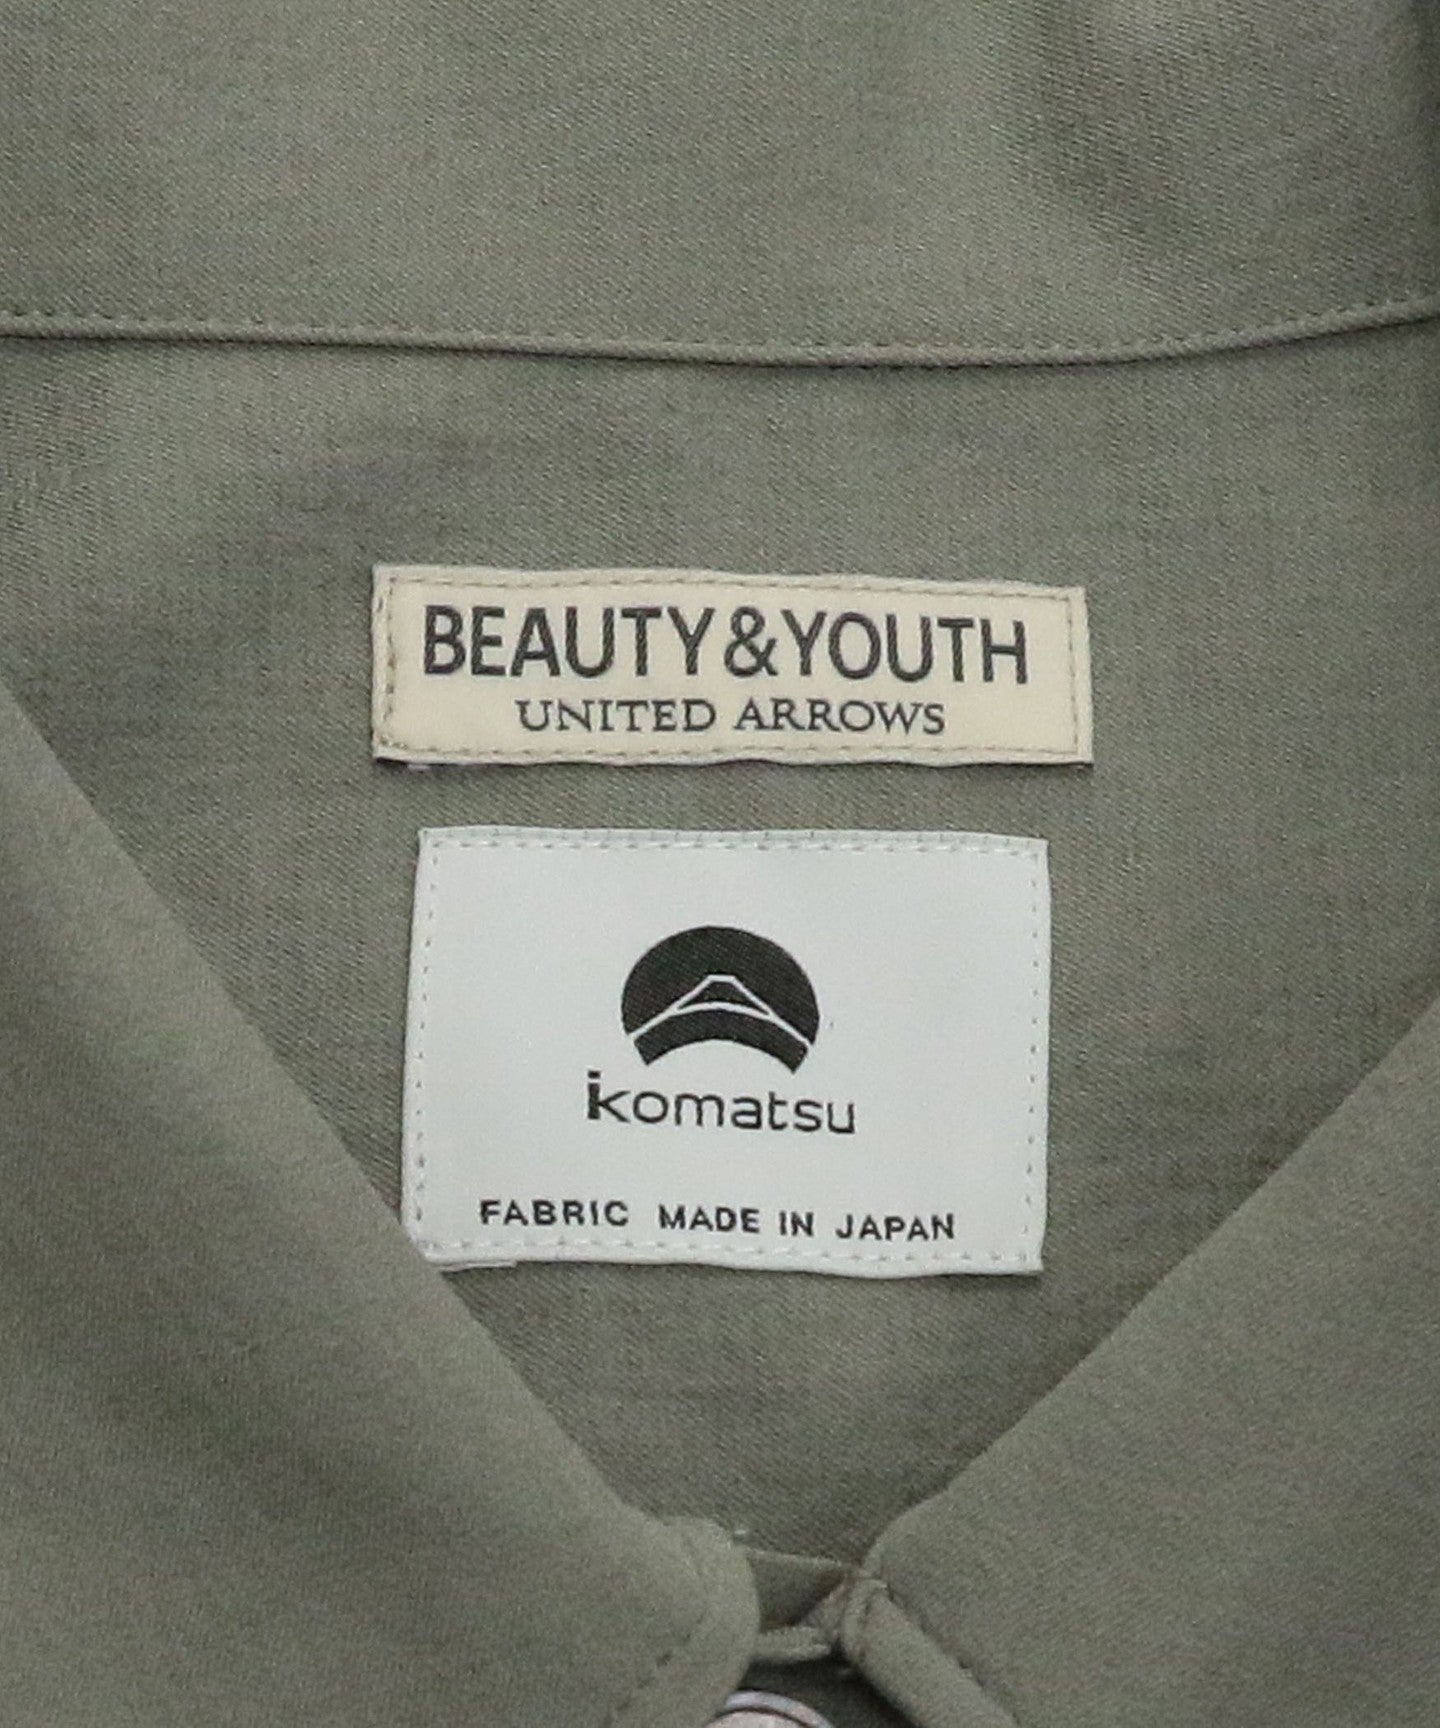 BEAUTY&YOUTH
UNITED ARROWS
komatsu
FABRIC MADE IN JAPAN